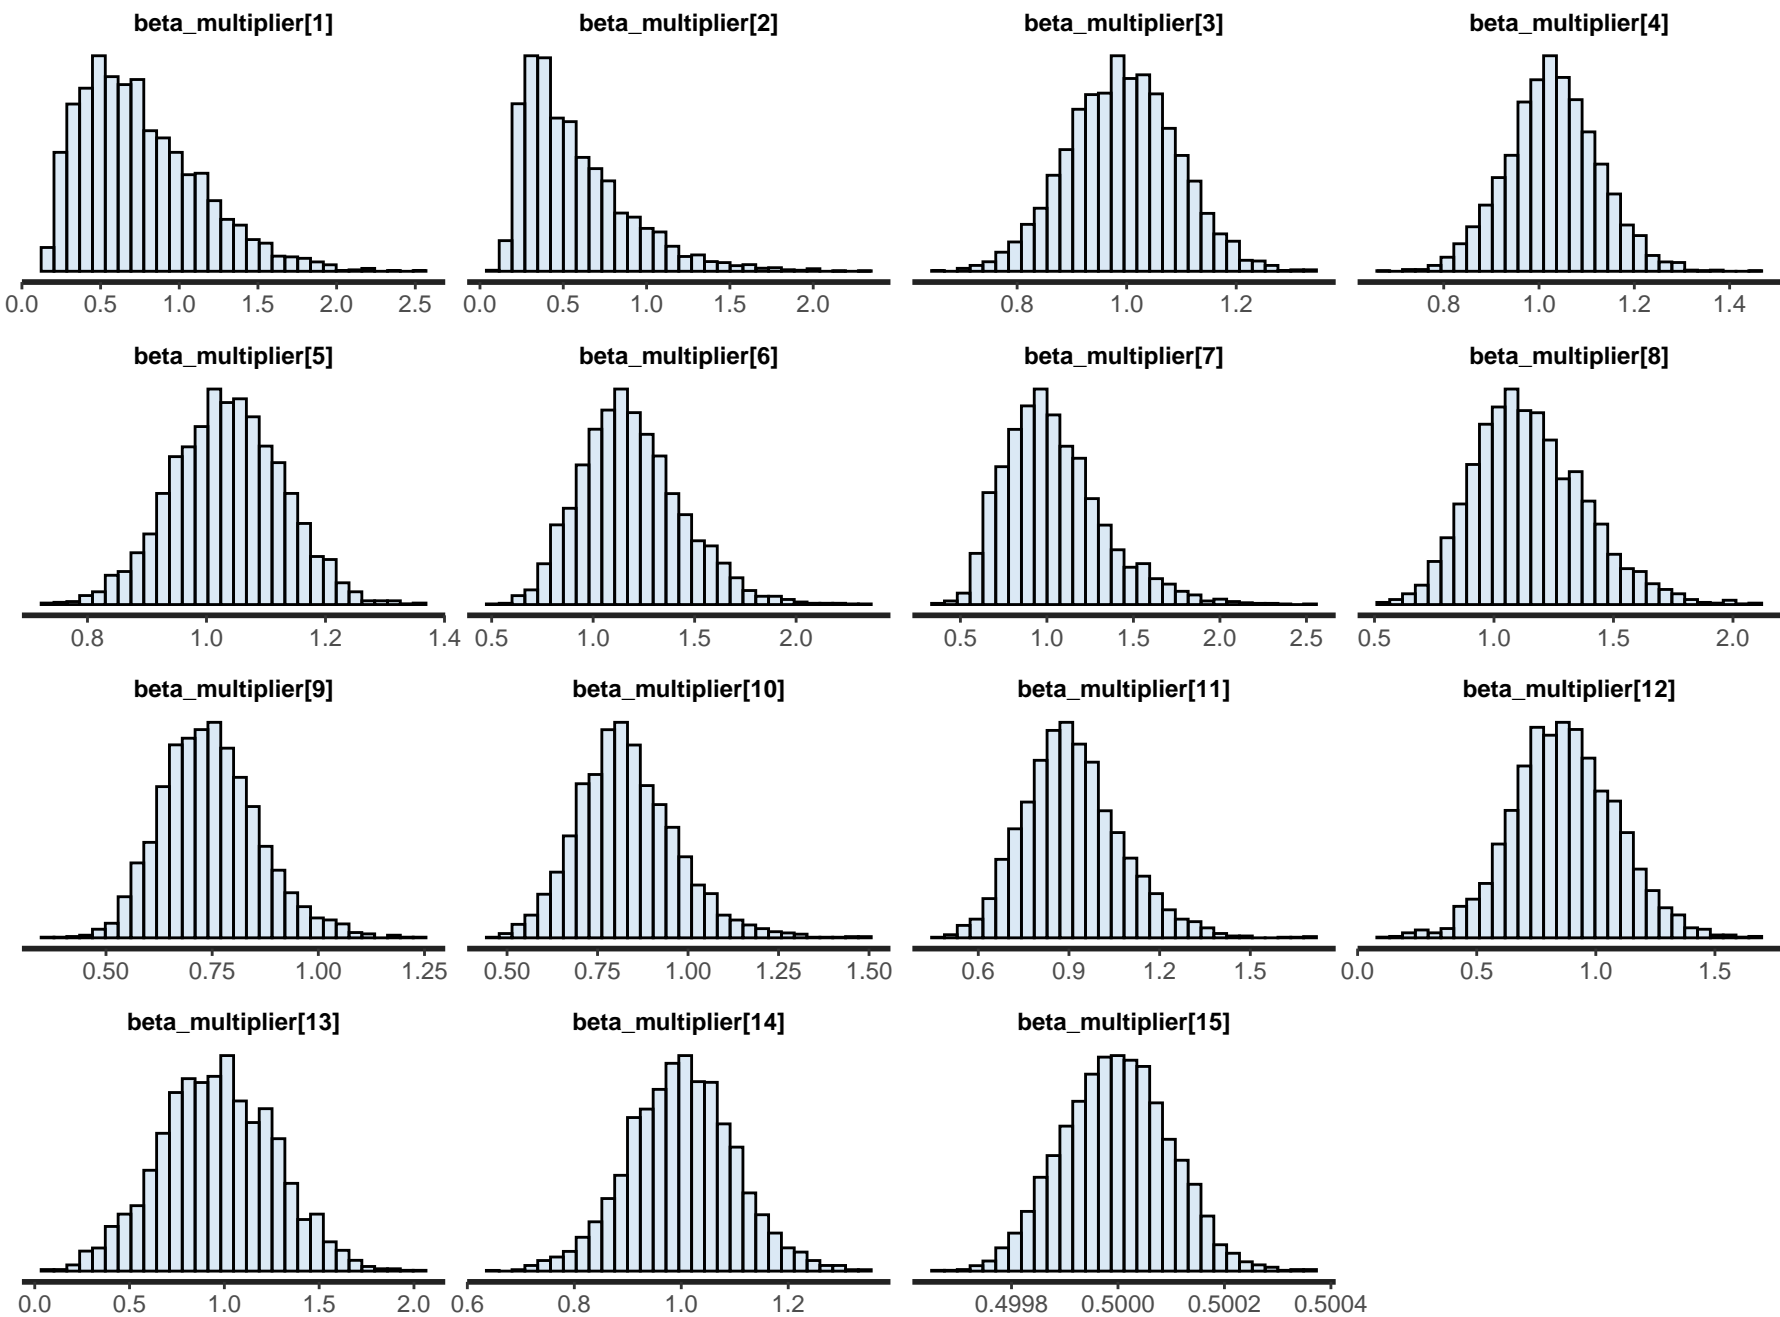 beta_multiplier[1] beta_multiplier[2] beta_multiplier[3] beta_multiplier[4]
0.0 0.5 1.0 1.5 2.0 2.5 0.0 0.5 1.0 1.5 2.0 0.8 1.0 1.2 0.8 1.0 1.2 1.4
beta_multiplier[5] beta_multiplier[6] beta_multiplier[7] beta_multiplier[8]
0.8 1.0 1.2 1.4 0.5 1.0 1.5 2.0 0.5 1.0 1.5 2.0 2.5 0.5 1.0 1.5 2.0
beta_multiplier[9] beta_multiplier[10] beta_multiplier[11] beta_multiplier[12]
0.50 0.75 1.00 1.25 0.50 0.75 1.00 1.25 1.50 0.6 0.9 1.2 1.5 0.0 0.5 1.0 1.5
beta_multiplier[13] beta_multiplier[14] beta_multiplier[15]
0.0 0.5 1.0 1.5 2.0 0.6 0.8 1.0 1.2 0.4998 0.5000 0.5002 0.5004